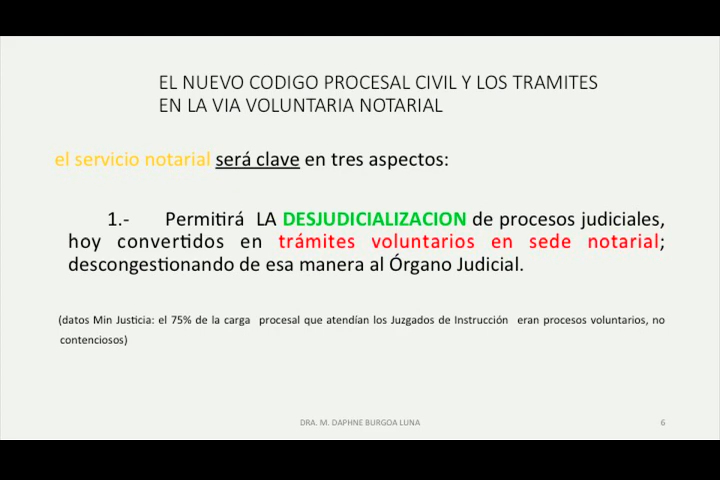 EL NUEVO CODIGO PROCESAL CIVIL Y LOS TRAMITES
EN LA VIA VOLUNTARIA NOTARIAL
el servicio notarial será clave en tres aspectos:
1.- Permitirá LA DESJUDICIALIZACION de procesos judiciales,
hoy convertidos en trámites voluntarios en sede notarial;
descongestionando de esa manera al Órgano Judicial.
(datos Min Justicia: el 75% de la carga procesal que atendían los Juzgados de Instrucción eran procesos voluntarios, no
contenciosos)
DRA. M. DAPHNE BURGOA LUNA
6